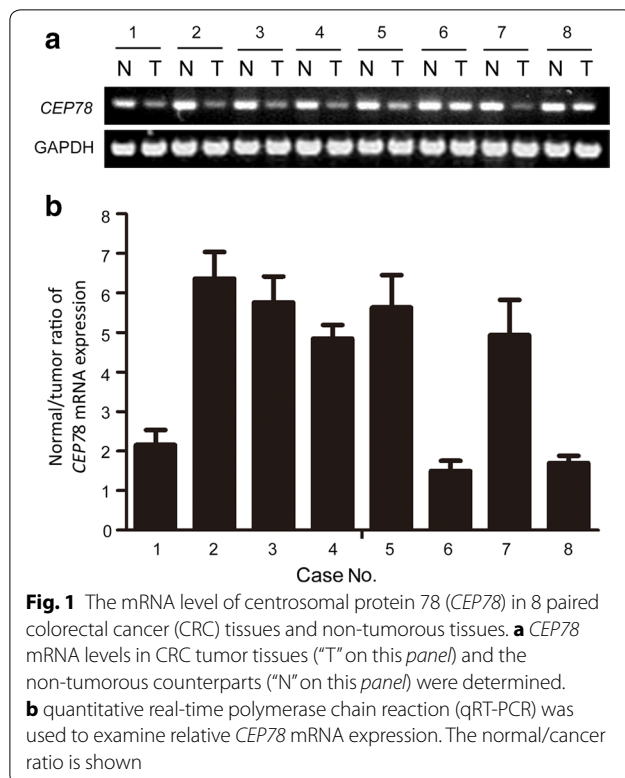 a
1 2 3 4 5 6 7 8
N T N T N T N T N T N T N T N T
CEP78
GAPDH
b
Normal/tumor ratio of
CEP78 mRNA expression
8
7
6
5
4
3
2
1
0
1 2 3 4 5 6 7 8
Case No.
Fig. 1 The mRNA level of centrosomal protein 78 (CEP78) in 8 paired
colorectal cancer (CRC) tissues and non-tumorous tissues. a CEP78
mRNA levels in CRC tumor tissues (“T” on this panel) and the
non-tumorous counterparts (“N” on this panel) were determined.
b quantitative real-time polymerase chain reaction (qRT-PCR) was
used to examine relative CEP78 mRNA expression. The normal/cancer
ratio is shown